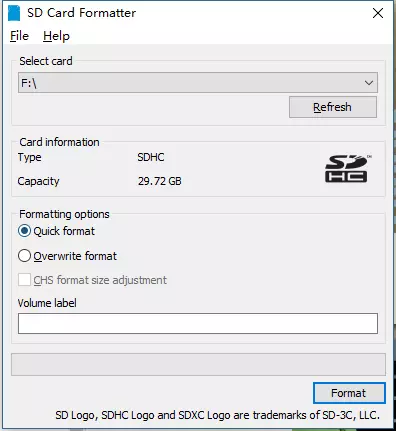 SD Card Formatter
File Help
Select card
F:\
Refresh
Card information
Type SDHC
Capacity 29.72 GB
SD
HC
TM
Formatting options
Quick format
Overwrite format
CHS format size adjustment
Volume label
Format
SD Logo, SDHC Logo and SDXC Logo are trademarks of SD-3C, LLC.